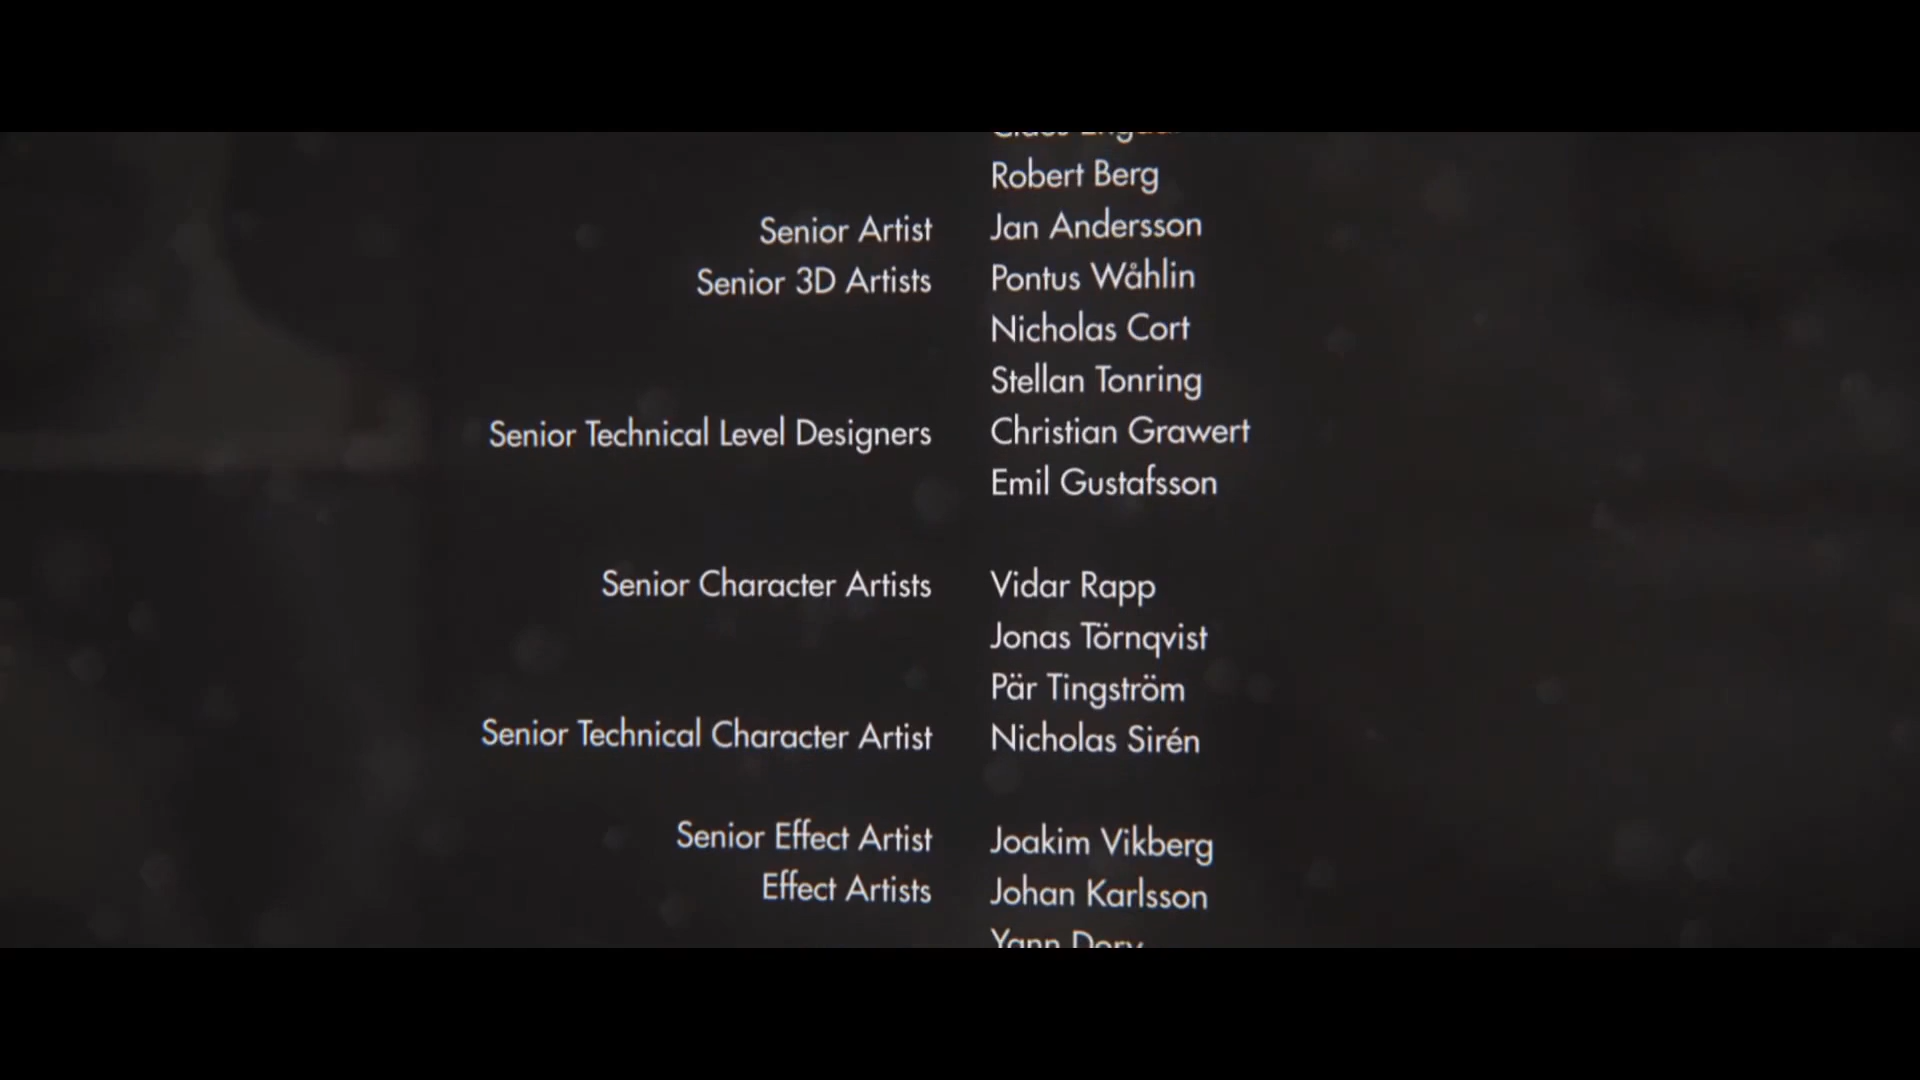 Robert Berg
Senior Artist Jan Andersson
Senior 3D Artists Pontus Wåhlin
Nicholas Cort
Stellan Tonring
Senior Technical Level Designers Christian Grawert
Emil Gustafsson
Senior Character Artists Vidar Rapp
Jonas Törnqvist
Pär Tingström
Senior Technical Character Artist Nicholas Sirén
Senior Effect Artist Joakim Vikberg
Effect Artists Johan Karlsson
Yann Dory